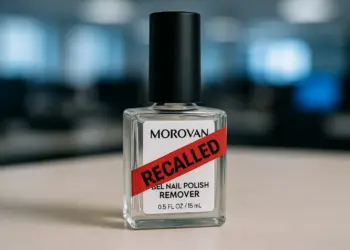 MOROVAN
RECALLED
GEL NAIL POLISH
REMOVER
0.5 FL OZ / 15 mL